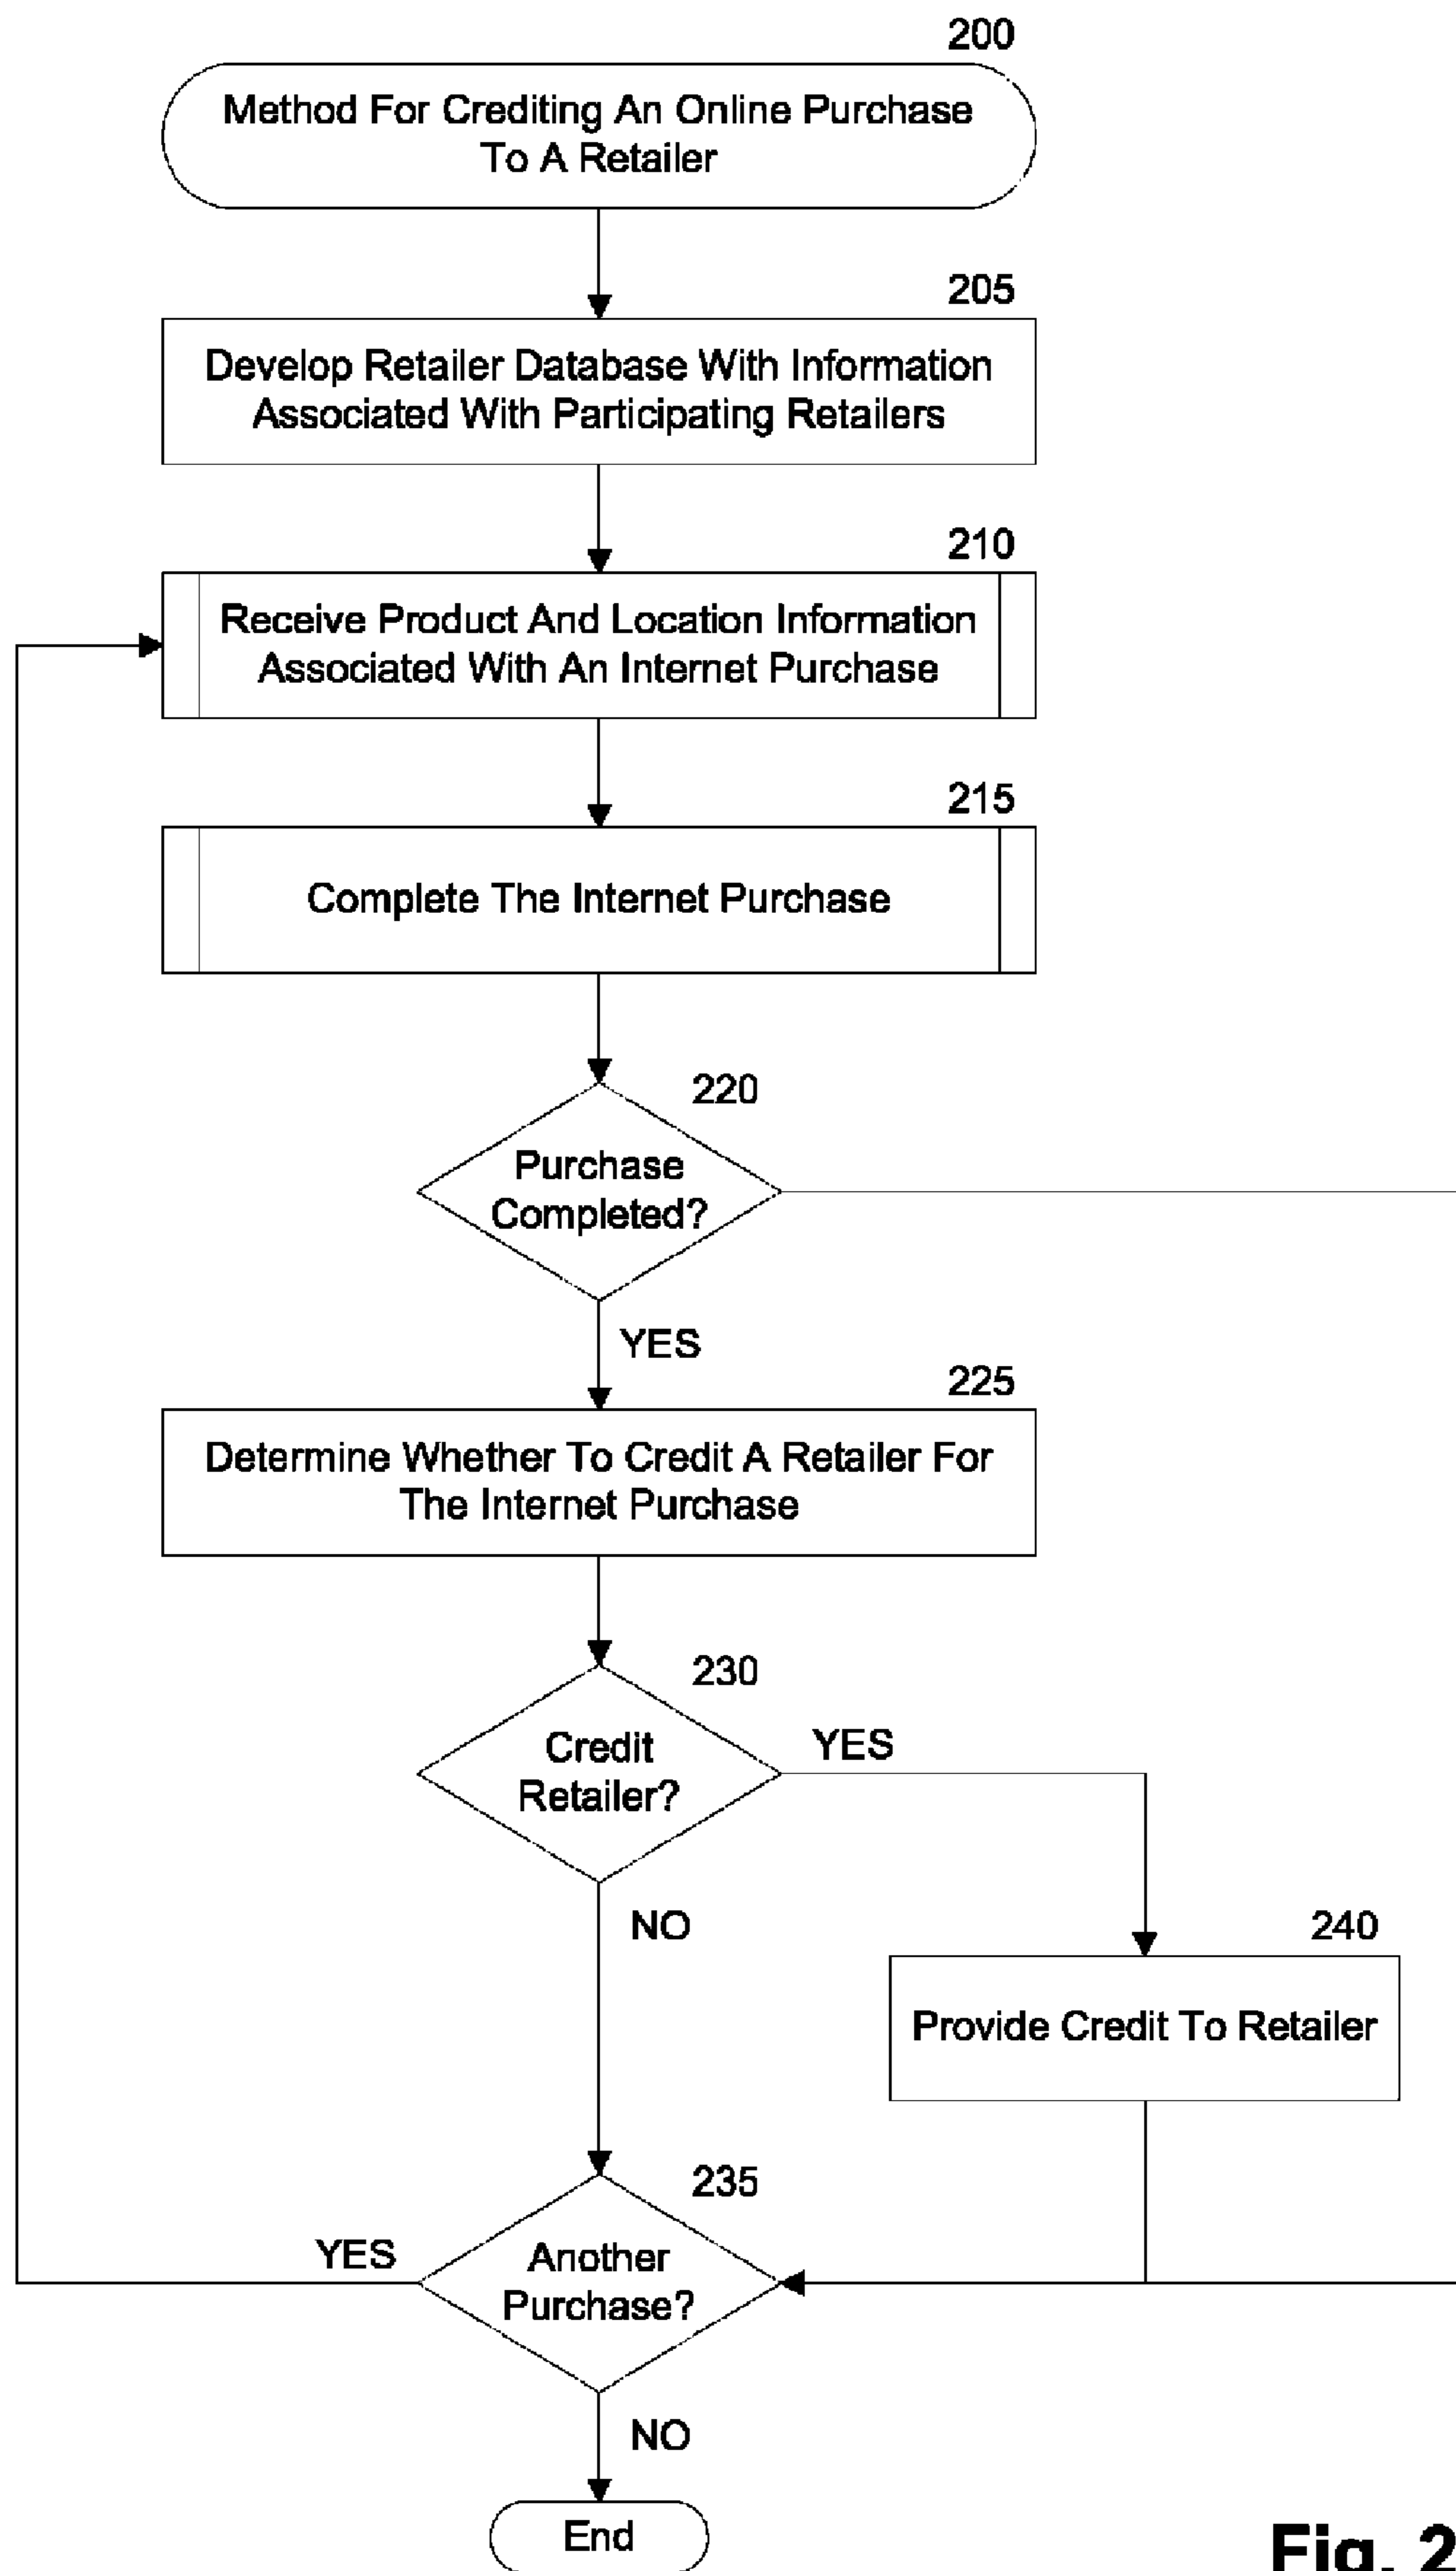 200
Method For Crediting An Online Purchase
To A Retailer
205
Develop Retailer Database With Information
Associated With Participating Retailers
210
Receive Product And Location Information
Associated With An Internet Purchase
215
Complete The Internet Purchase
220
Purchase
Completed?
YES
225
Determine Whether To Credit A Retailer For
The Internet Purchase
230
Credit
Retailer?
YES
NO
240
Provide Credit To Retailer
235
Another
Purchase?
YES
NO
End
Fig. 2